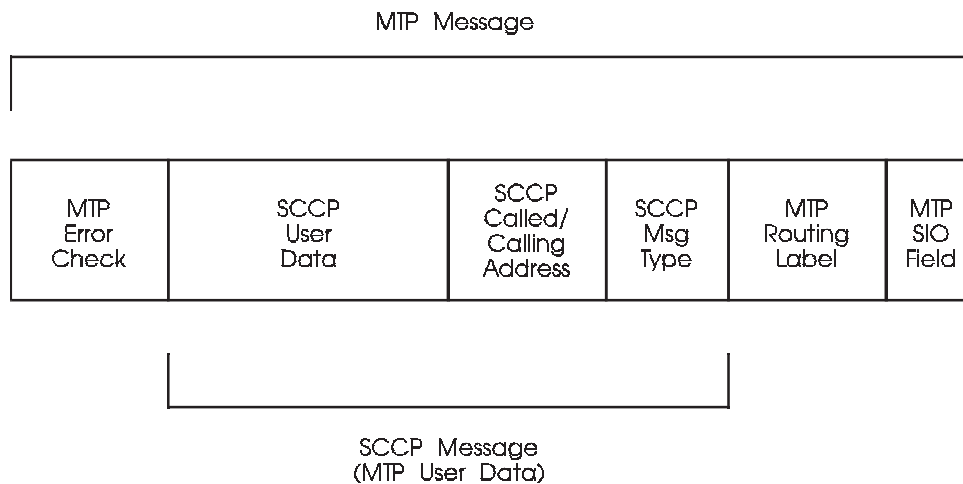 MTP Message
MTP
Error
Check
SCCP
User
Data
SCCP
Called/
Calling
Address
SCCP
Msg
Type
MTP
Routing
Label
MTP
SIO
Field
SCCP Message
(MTP User Data)